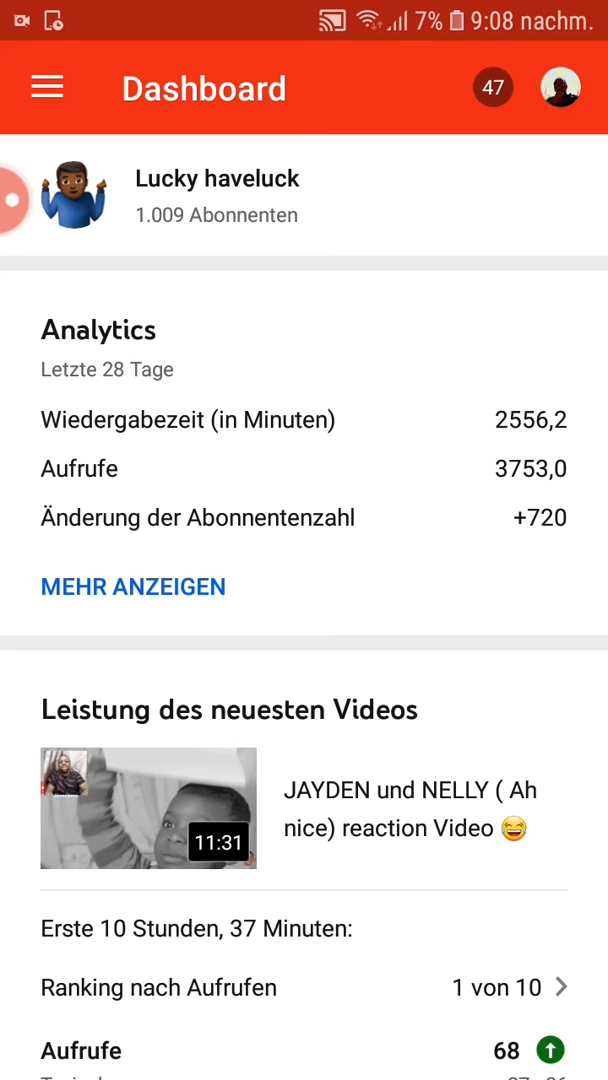 7% 9:08 nachm.
Dashboard
47
Lucky haveluck
1.009 Abonnenten
Analytics
Letzte 28 Tage
Wiedergabezeit (in Minuten) 2556,2
Aufrufe 3753,0
Änderung der Abonnentenzahl +720
MEHR ANZEIGEN
Leistung des neuesten Videos
11:31
JAYDEN und NELLY ( Ah
nice) reaction Video 😂
Erste 10 Stunden, 37 Minuten:
Ranking nach Aufrufen 1 von 10
Aufrufe 68